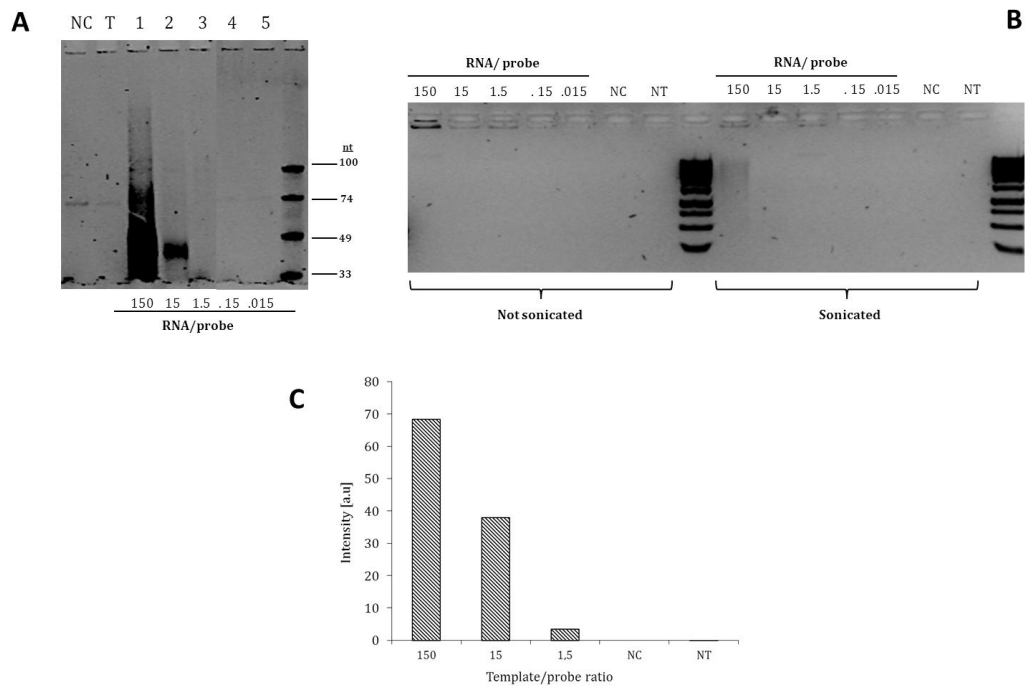 A
NC T 1 2 3 4 5
nt
100
74
49
33
150 15 1.5 .15 .015
RNA/probe
B
RNA/ probe RNA/ probe
150 15 1.5 .15 .015 NC NT 150 15 1.5 .15 .015 NC NT
Not sonicated Sonicated
C
80
70
60
50
40
30
20
10
0
Intensity [a.u]
150 15 1,5 NC NT
Template/probe ratio